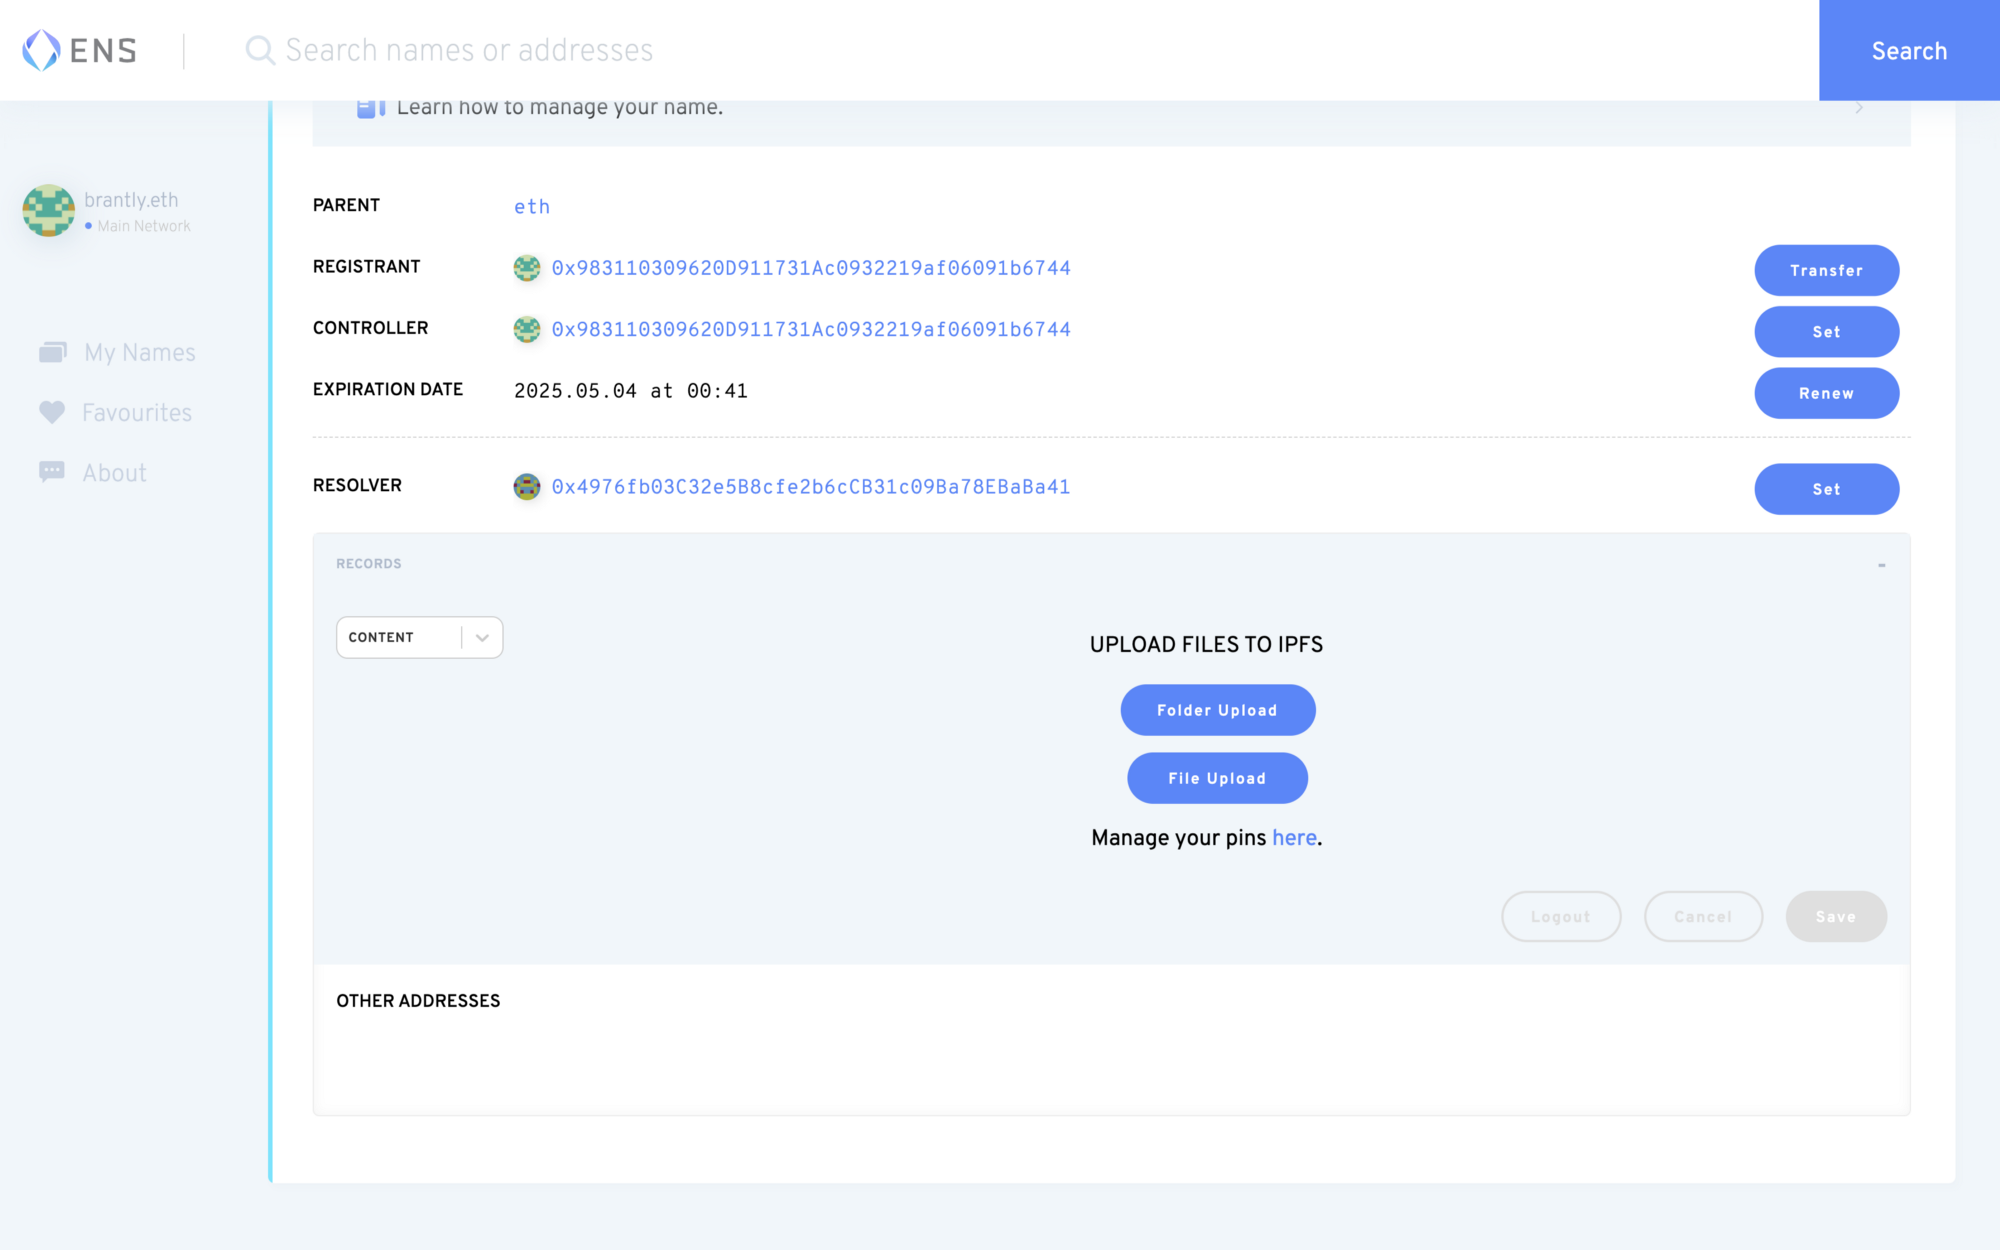 ENS
Search names or addresses
Search
Learn how to manage your name.
brantly.eth
Main Network
My Names
Favourites
About
PARENT
eth
REGISTRANT
0x983110309620D911731Ac0932219af06091b6744
Transfer
CONTROLLER
0x983110309620D911731Ac0932219af06091b6744
Set
EXPIRATION DATE
2025.05.04 at 00:41
Renew
RESOLVER
0x4976fb03C32e5B8cfe2b6cCB31c09Ba78EBaBa41
Set
RECORDS
-
CONTENT
UPLOAD FILES TO IPFS
Folder Upload
File Upload
Manage your pins here.
Logout
Cancel
Save
OTHER ADDRESSES